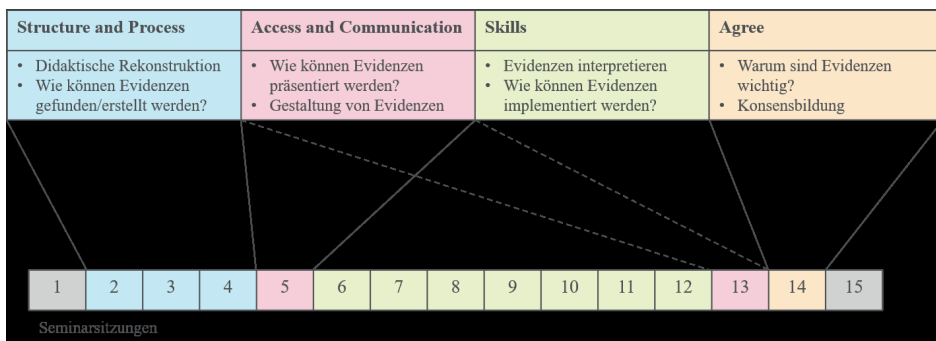 Structure and Process
Access and Communication
Skills
Agree
• Didaktische Rekonstruktion
• Wie können Evidenzen
gefunden/erstellt werden?
• Wie können Evidenzen
präsentiert werden?
• Gestaltung von Evidenzen
• Evidenzen interpretieren
• Wie können Evidenzen
implementiert werden?
• Warum sind Evidenzen
wichtig?
• Konsensbildung
1 2 3 4 5 6 7 8 9 10 11 12 13 14 15
Seminarsitzungen